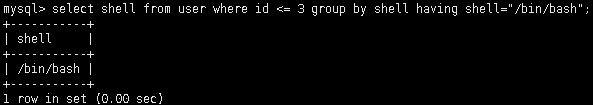 mysql> select shell from user where id <= 3 group by shell having shell="/bin/bash";
+-----------+
| shell     |
+-----------+
| /bin/bash |
+-----------+
1 row in set (0.00 sec)